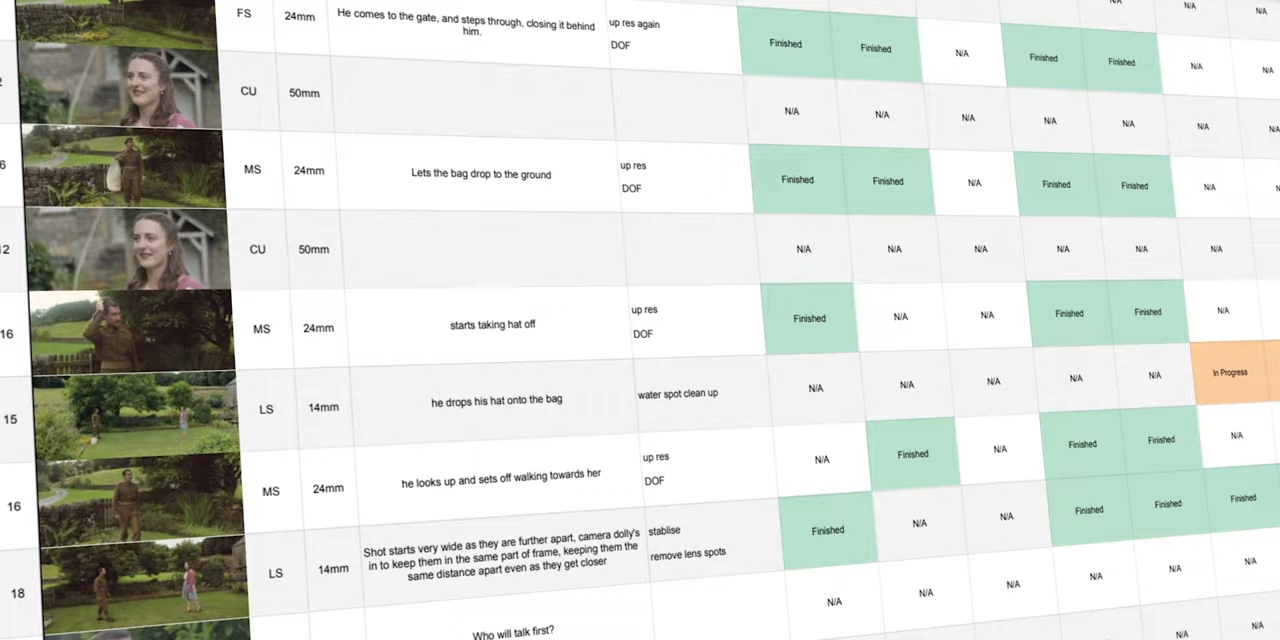 N/A N/A N/A
FS 24mm He comes to the gate, and steps through, closing it behind
him.
up res again
DOF
Finished Finished N/A Finished Finished N/A N/A
CU 50mm N/A N/A N/A N/A N/A N/A
6 MS 24mm Lets the bag drop to the ground
up res
DOF
Finished Finished N/A Finished Finished N/A
12 CU 50mm N/A N/A N/A N/A N/A N/A
16 MS 24mm starts taking hat off
up res
DOF
Finished N/A N/A Finished Finished N/A
15 LS 14mm he drops his hat onto the bag water spot clean up N/A N/A N/A N/A N/A In Progress
16 MS 24mm he looks up and sets off walking towards her
up res
DOF
N/A Finished N/A Finished Finished N/A
18 LS 14mm Shot starts very wide as they are further apart, camera dolly's
in to keep them in the same part of frame, keeping them the
same distance apart even as they get closer
stablise
remove lens spots
Finished N/A N/A Finished Finished Finished
Who will talk first? N/A N/A N/A N/A N/A N/A
N/A N/A